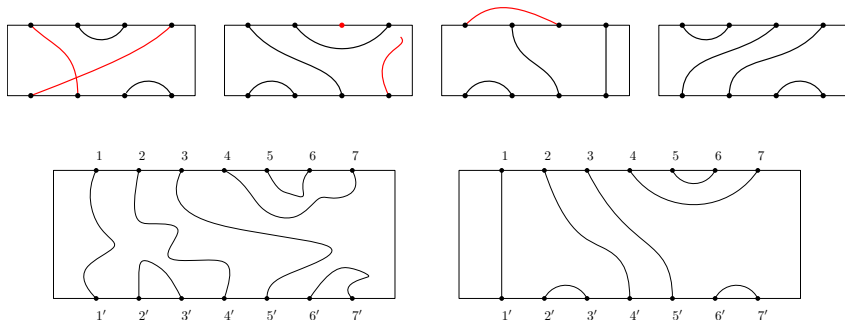 1 2 3 4 5 6 7 1 2 3 4 5 6 7
1′ 2′ 3′ 4′ 5′ 6′ 7′ 1′ 2′ 3′ 4′ 5′ 6′ 7′